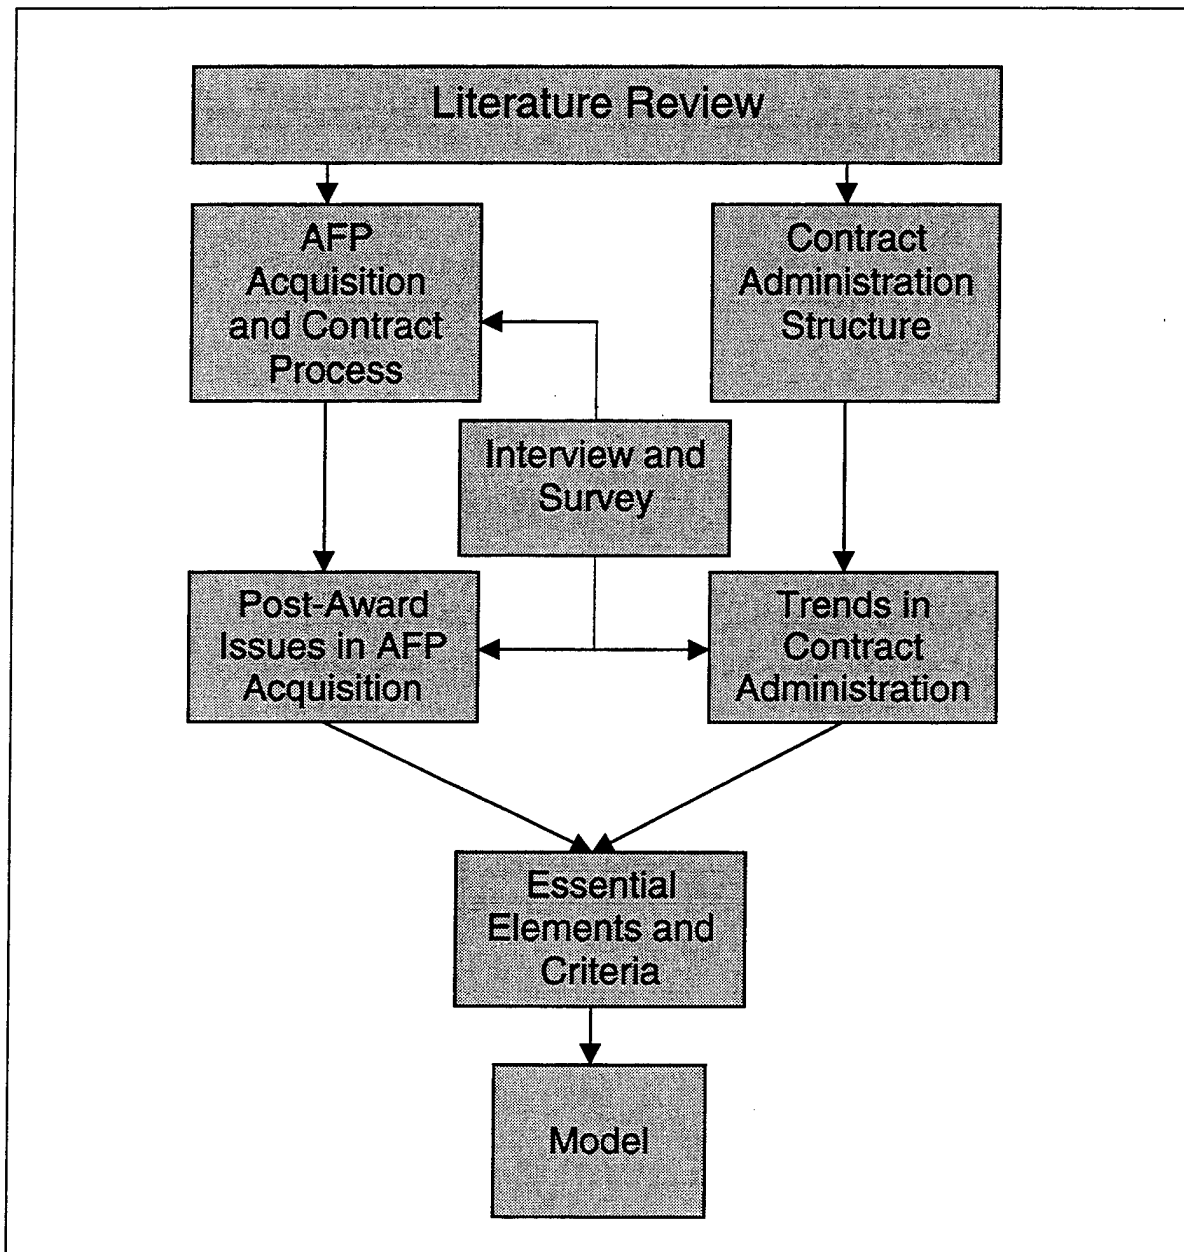 Literature Review
AFP
Acquisition
and Contract
Process
Contract
Administration
Structure
Interview and
Survey
Post-Award
Issues in AFP
Acquisition
Trends in
Contract
Administration
Essential
Elements and
Criteria
Model